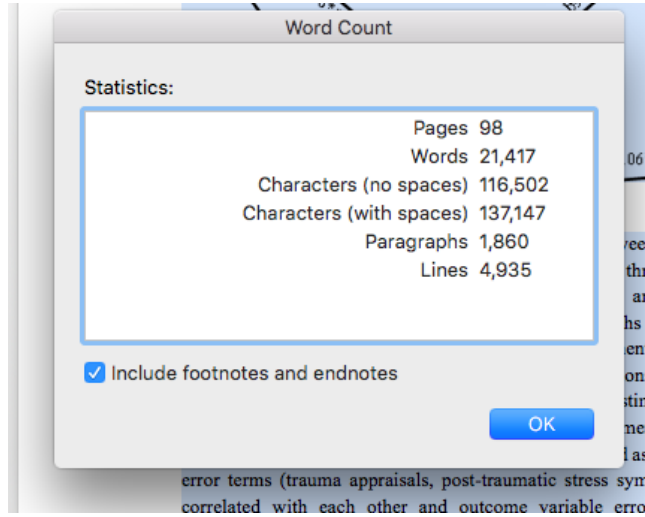 Word Count
Statistics:
Pages 98
Words 21,417
Characters (no spaces) 116,502
Characters (with spaces) 137,147
Paragraphs 1,860
Lines 4,935
Include footnotes and endnotes
OK
06
error terms (trauma appraisals, post-traumatic stress sym
correlated with each other and outcome variable erro